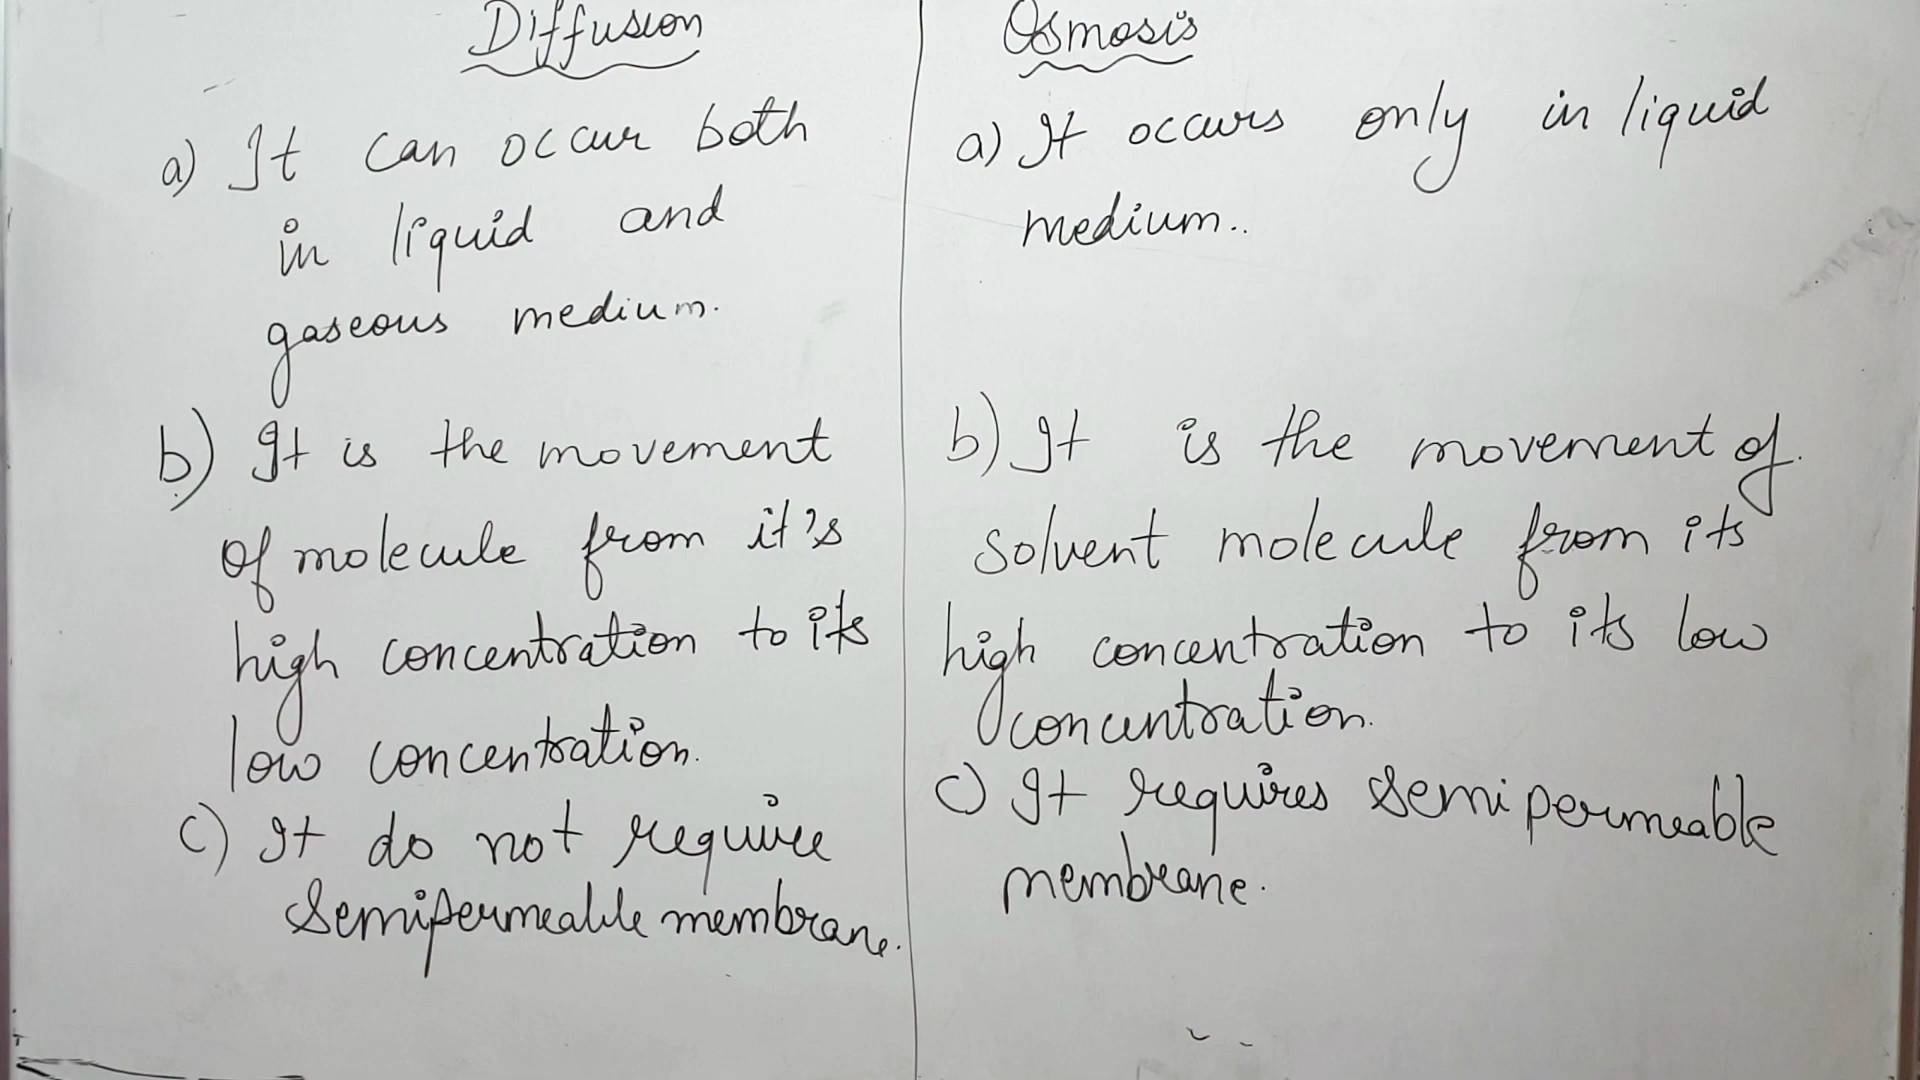 Diffusion
a) It can occur both
in liquid and
gaseous medium.
b) It is the movement
of molecule from it's
high concentration to its
low concentration.
c) It do not require
Semipermeable membrane.
Osmosis
a) It occurs only in liquid
medium..
b) It is the movement of
solvent molecule from its
high concentration to its low
concentration.
c) It requires Semipermeable
membrane.